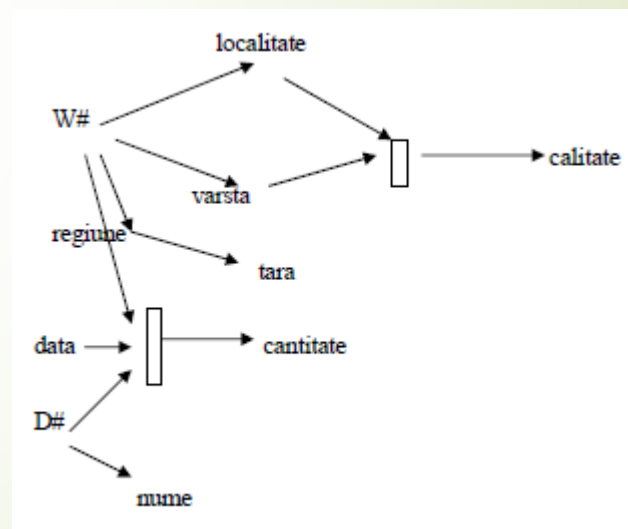 localitate
W#
calitate
varsta
regiune
tara
data
cantitate
D#
nume